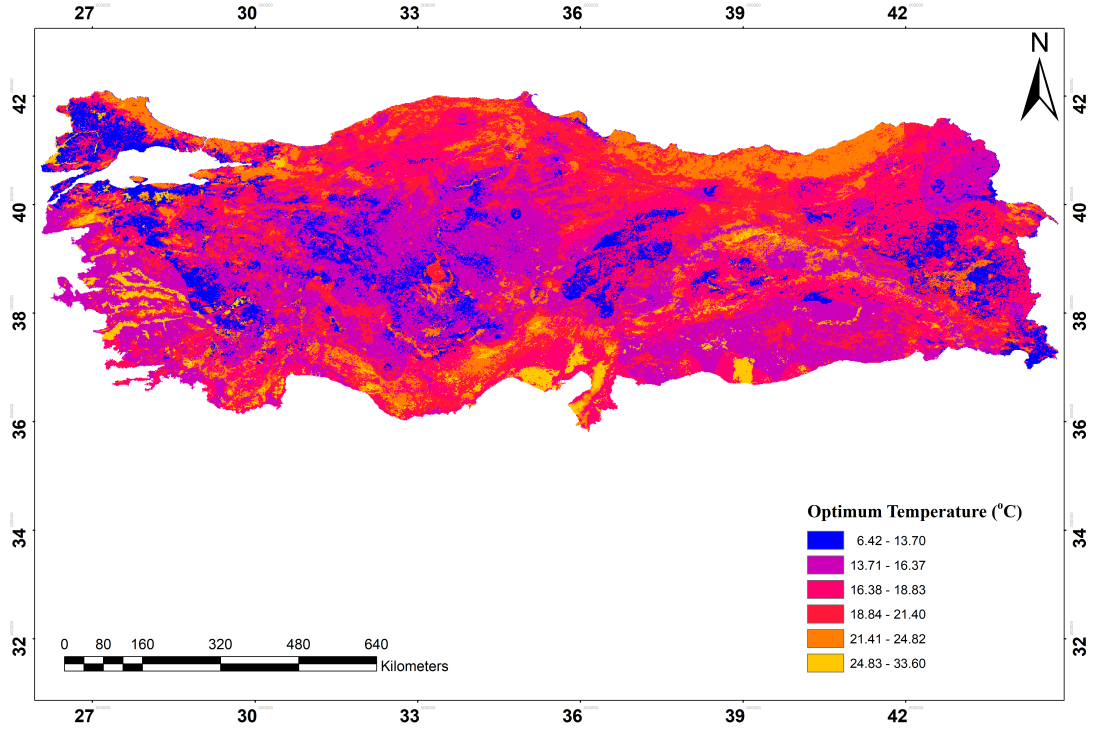 27 30 33 36 39 42
N
42 42
40 40
38 38
36 36
34 34
32 32
Optimum Temperature (°C)
6.42 - 13.70
13.71 - 16.37
16.38 - 18.83
18.84 - 21.40
21.41 - 24.82
24.83 - 33.60
0 80 160 320 480 640
Kilometers
27 30 33 36 39 42